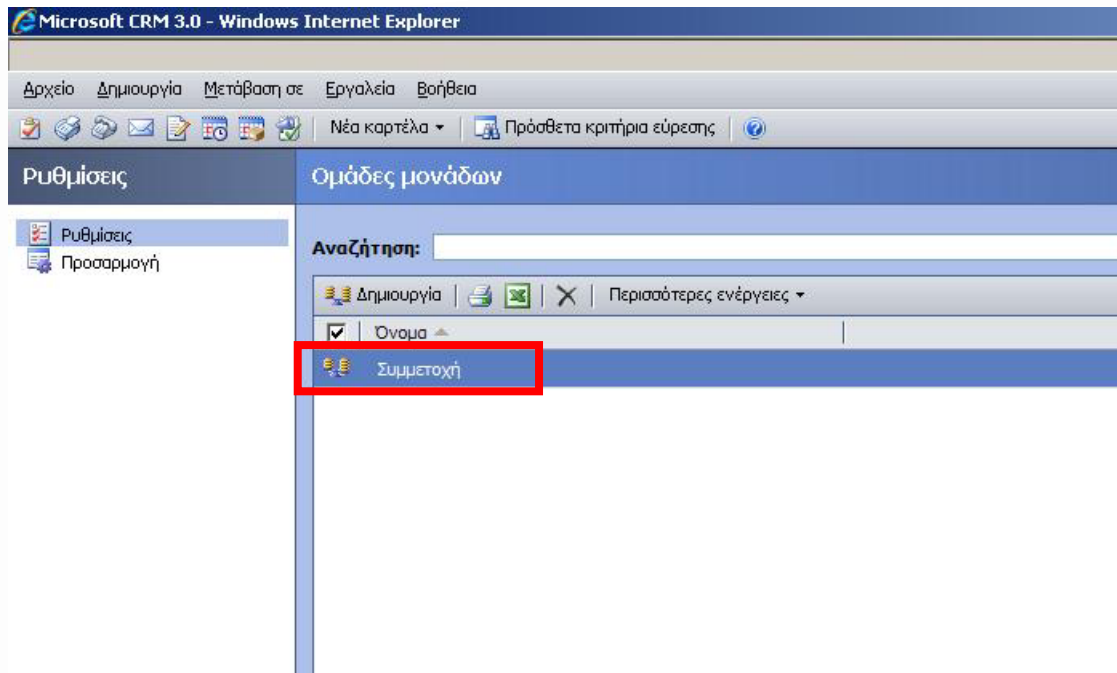 Microsoft CRM 3.0 - Windows Internet Explorer
Αρχείο Δημιουργία Μετάβαση σε Εργαλεία Βοήθεια
Νέα καρτέλα Πρόσθετα κριτήρια εύρεσης
Ρυθμίσεις Ομάδες μονάδων
Ρυθμίσεις
Προσαρμογή
Αναζήτηση:
Δημιουργία Περισσότερες ενέργειες
Όνομα
Συμμετοχή